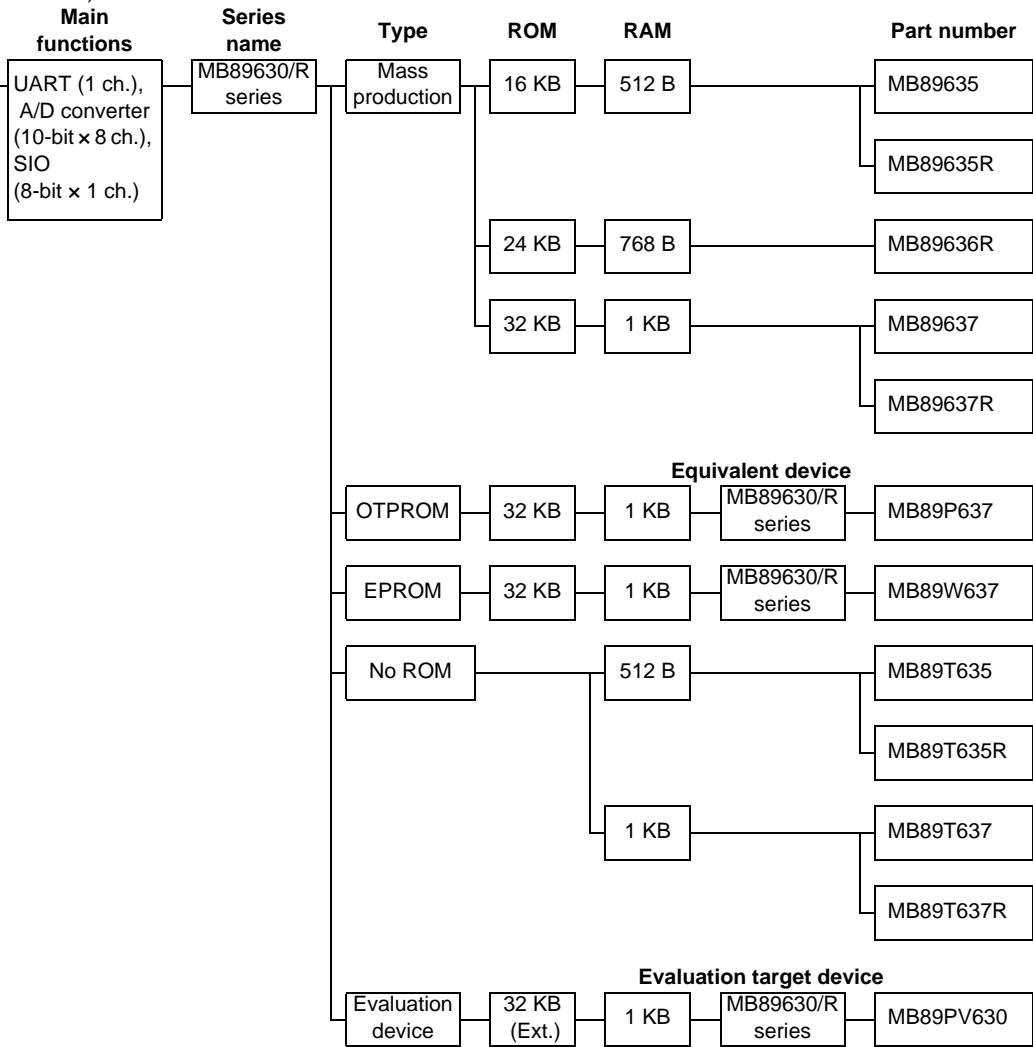 Main functions
Series name
Type
ROM
RAM
Part number
UART (1 ch.),
A/D converter
(10-bit × 8 ch.),
SIO
(8-bit × 1 ch.)
MB89630/R
series
Mass
production
16 KB
512 B
MB89635
MB89635R
24 KB
768 B
MB89636R
32 KB
1 KB
MB89637
MB89637R
Equivalent device
OTPROM
32 KB
1 KB
MB89630/R
series
MB89P637
EPROM
32 KB
1 KB
MB89630/R
series
MB89W637
No ROM
512 B
MB89T635
MB89T635R
1 KB
MB89T637
MB89T637R
Evaluation target device
Evaluation
device
32 KB
(Ext.)
1 KB
MB89630/R
series
MB89PV630